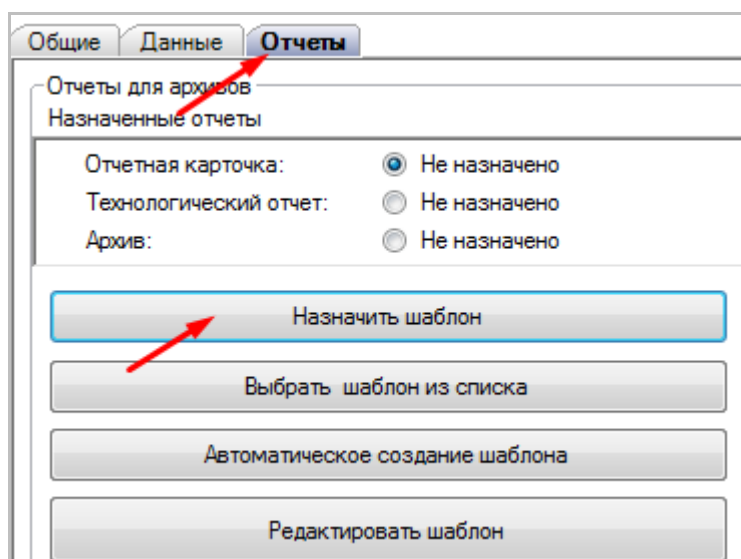 Общие Данные Отчеты
Отчеты для архивов
Назначенные отчеты
Отчетная карточка: Не назначено
Технологический отчет: Не назначено
Архив: Не назначено
Назначить шаблон
Выбрать шаблон из списка
Автоматическое создание шаблона
Редактировать шаблон